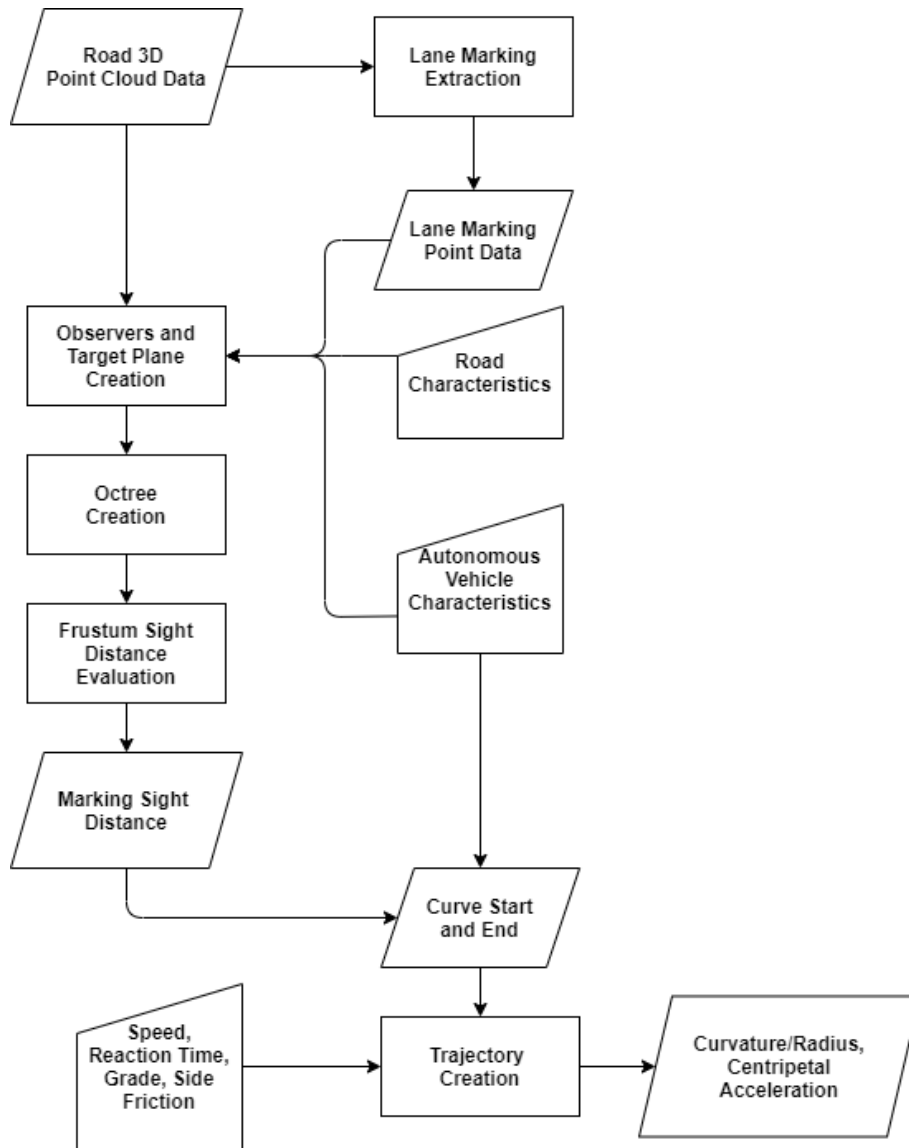 Road 3D
Point Cloud Data
Lane Marking
Extraction
Lane Marking
Point Data
Observers and
Target Plane
Creation
Road
Characteristics
Octree
Creation
Autonomous
Vehicle
Characteristics
Frustum Sight
Distance
Evaluation
Marking Sight
Distance
Curve Start
and End
Speed,
Reaction Time,
Grade, Side
Friction
Trajectory
Creation
Curvature/Radius,
Centripetal
Acceleration